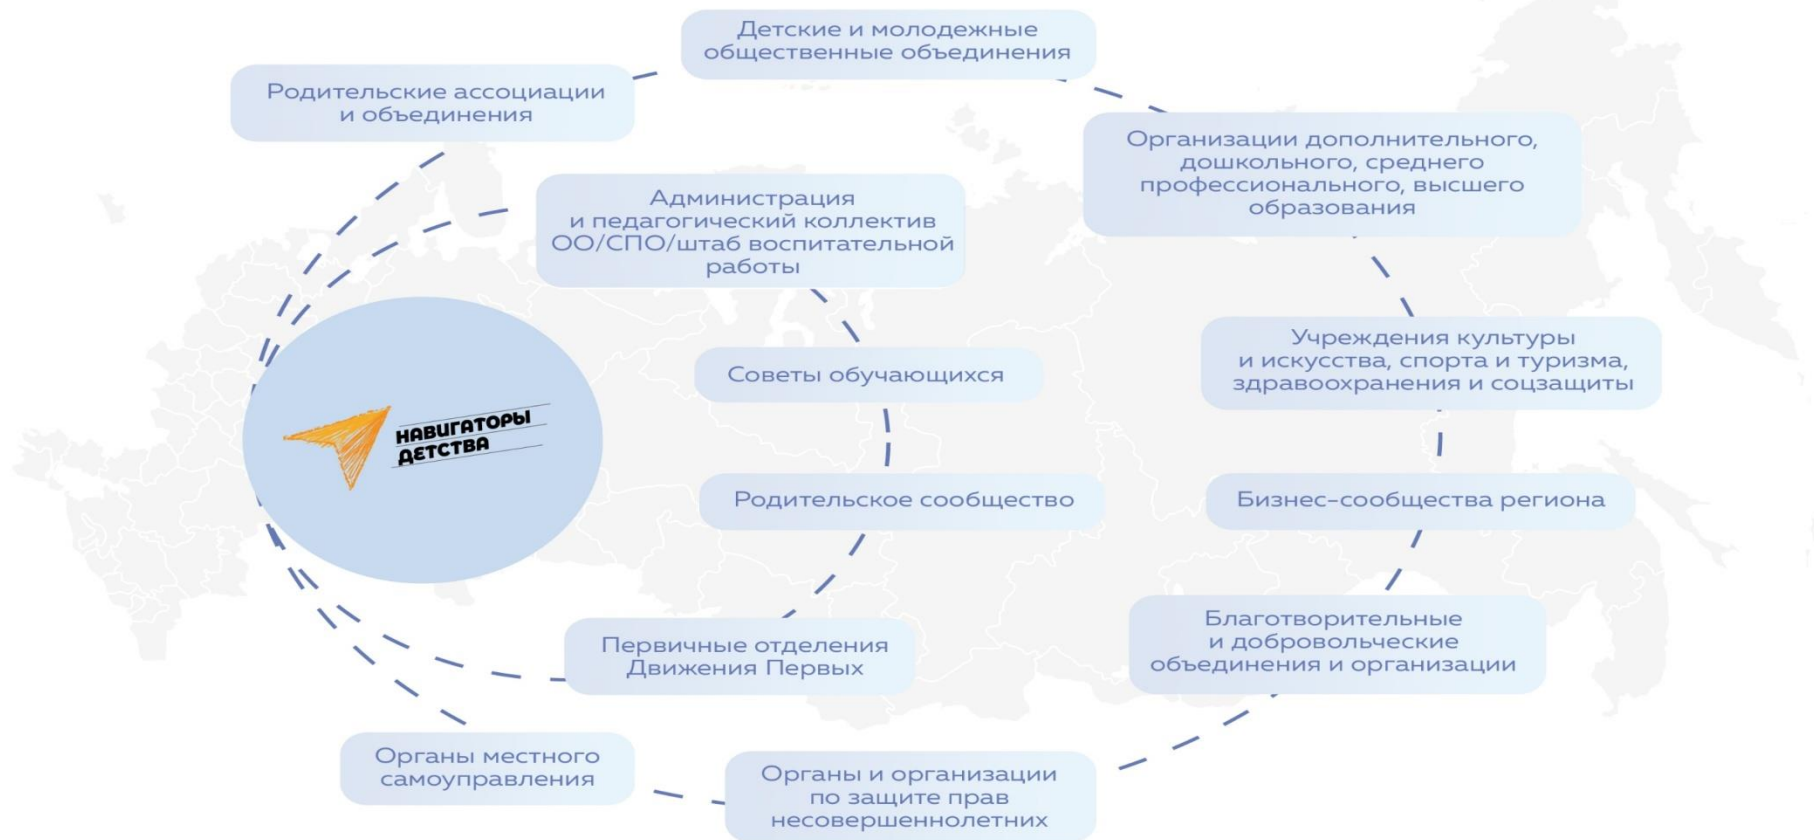 Детские и молодежные
общественные объединения
Родительские ассоциации
и объединения
Организации дополнительного,
дошкольного, среднего
профессионального, высшего
образования
Администрация
и педагогический коллектив
ОО/СПО/штаб воспитательной
работы
Учреждения культуры
и искусства, спорта и туризма,
здравоохранения и соцзащиты
Советы обучающихся
НАВИГАТОРЫ
ДЕТСТВА
Родительское сообщество
Бизнес-сообщества региона
Благотворительные
и добровольческие
объединения и организации
Первичные отделения
Движения Первых
Органы местного
самоуправления
Органы и организации
по защите прав
несовершеннолетних